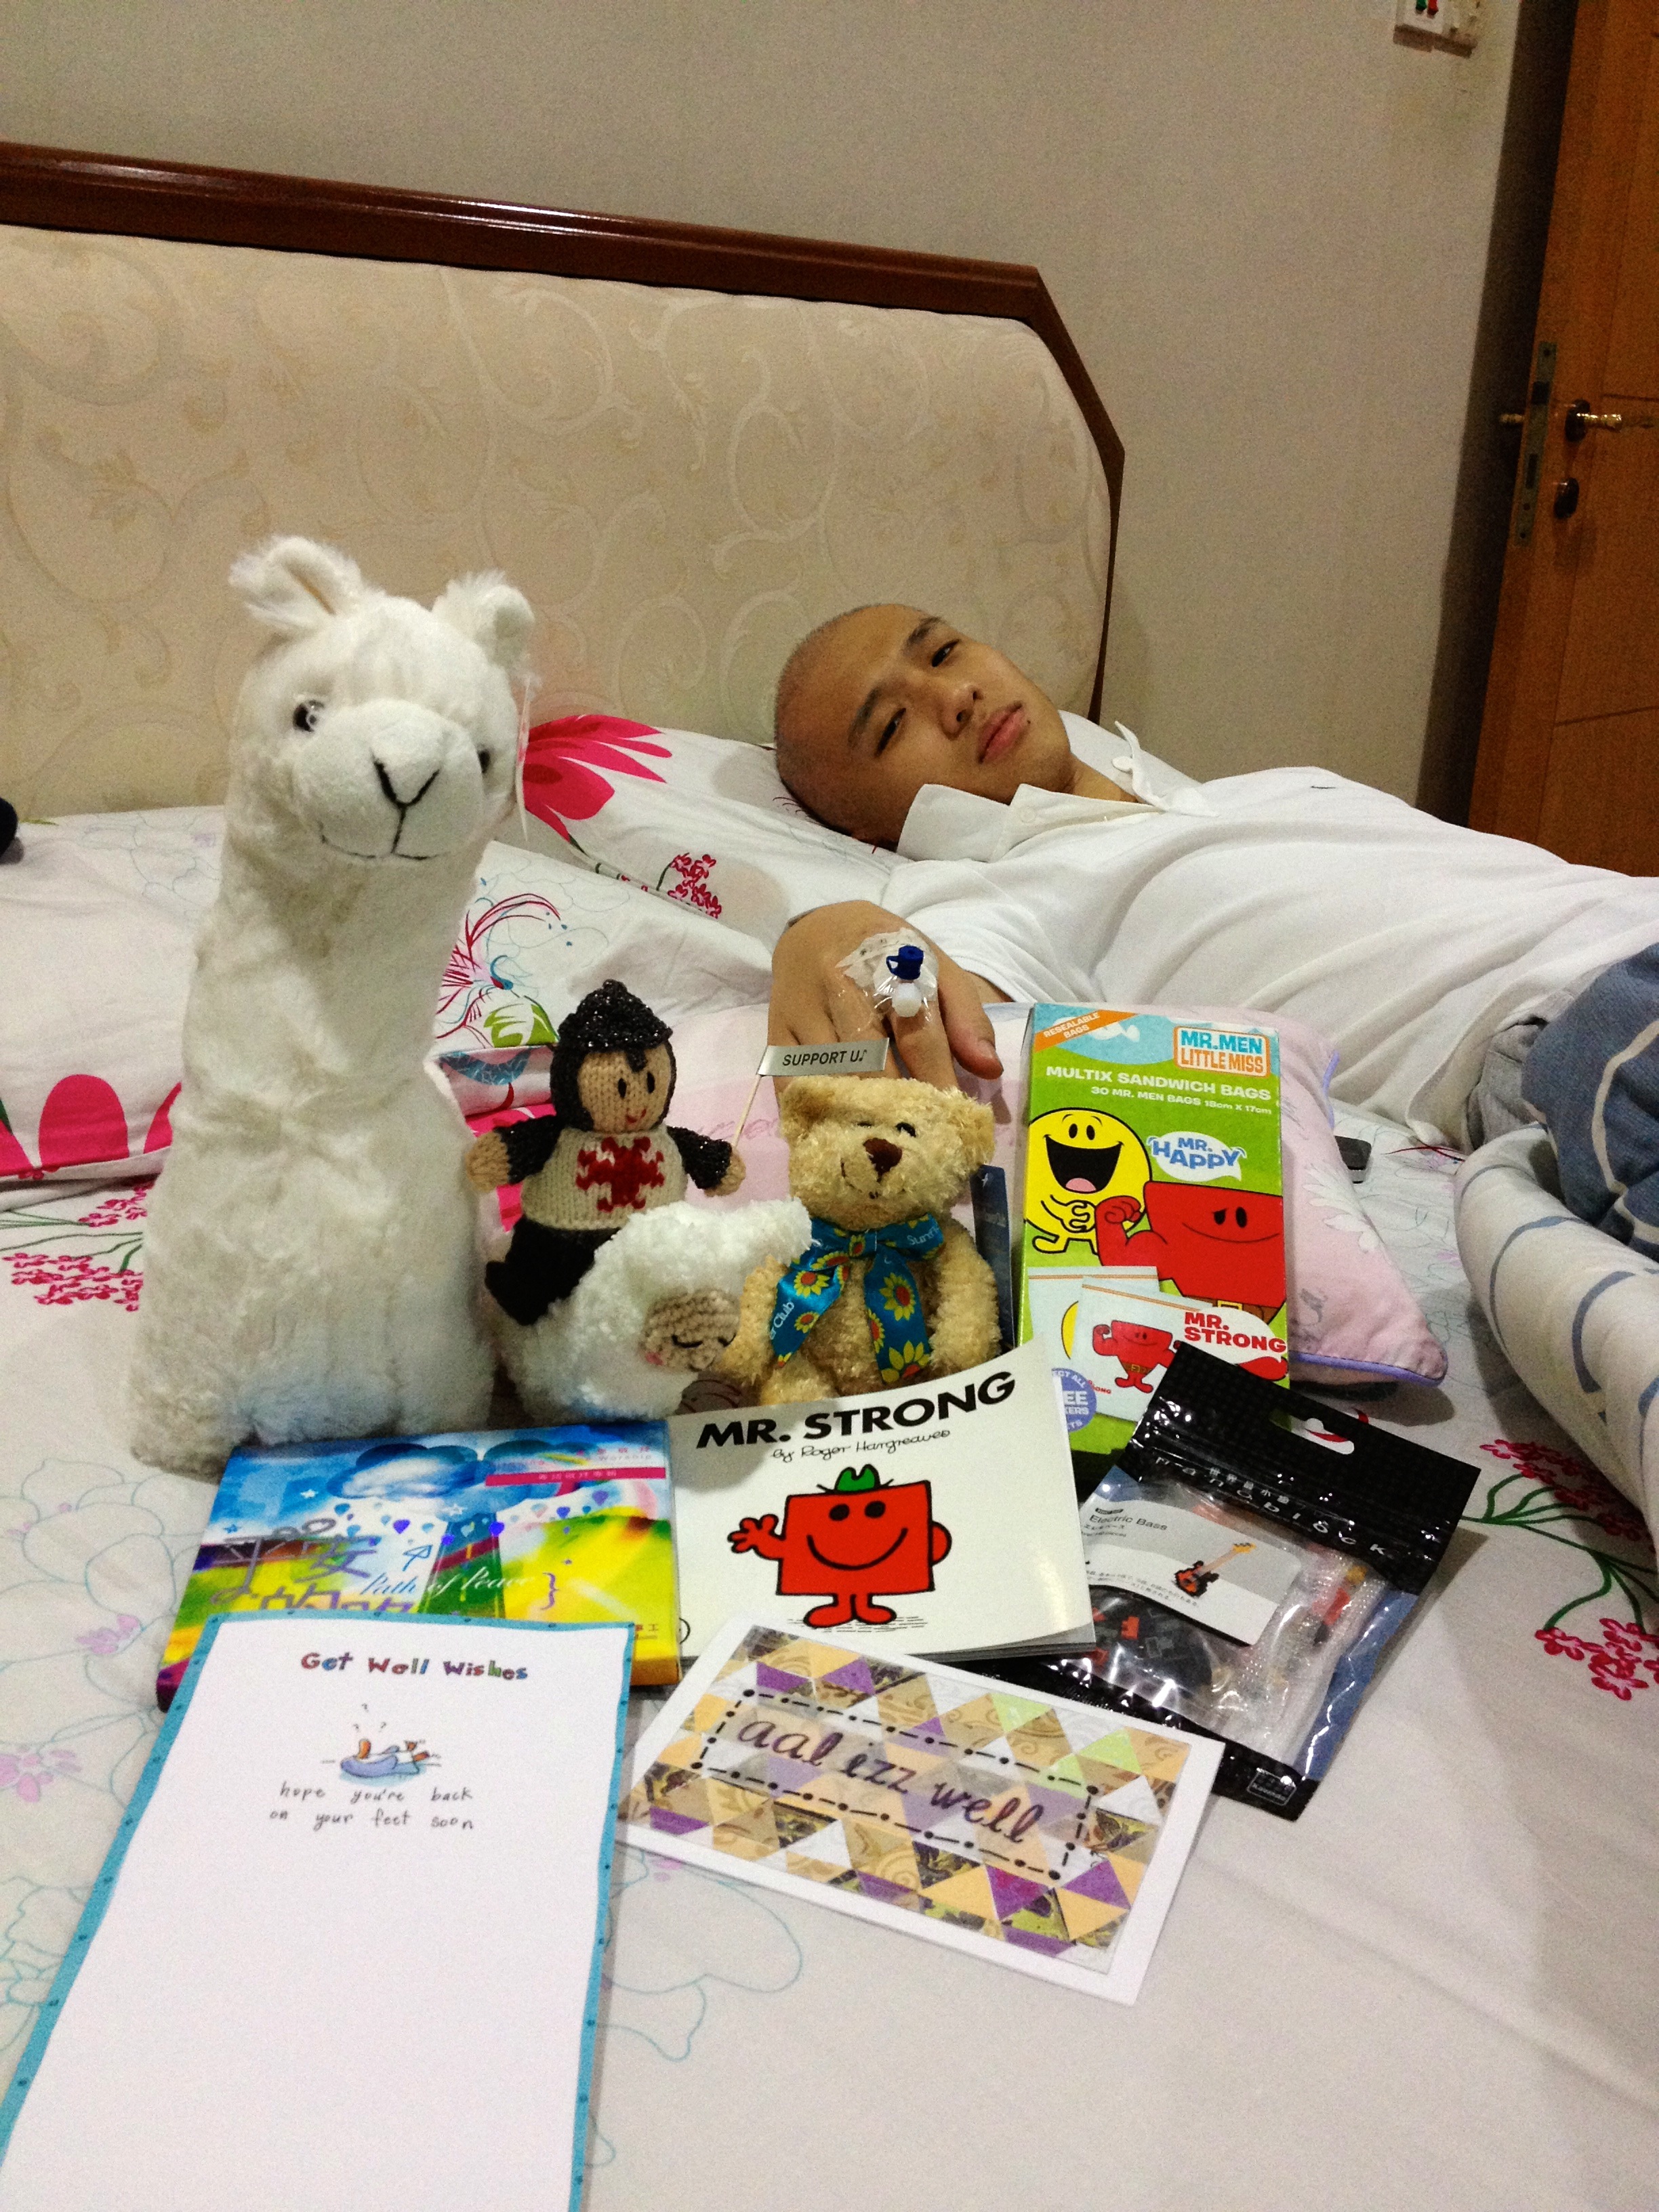 SUPPORT U♪
RESEALABLE
BAGS
MR.MEN
LITTLE MISS
MULTIX SANDWICH BAGS
30 MR. MEN BAGS 18cm X 17cm
MR.
HAPPY
MR.
STRONG
MR. STRONG
by Roger Hargreaves
平安
Path of Peace
nanoblock
Electric Bass
Get Well Wishes
hope you're back
on your feet soon
aal izz well